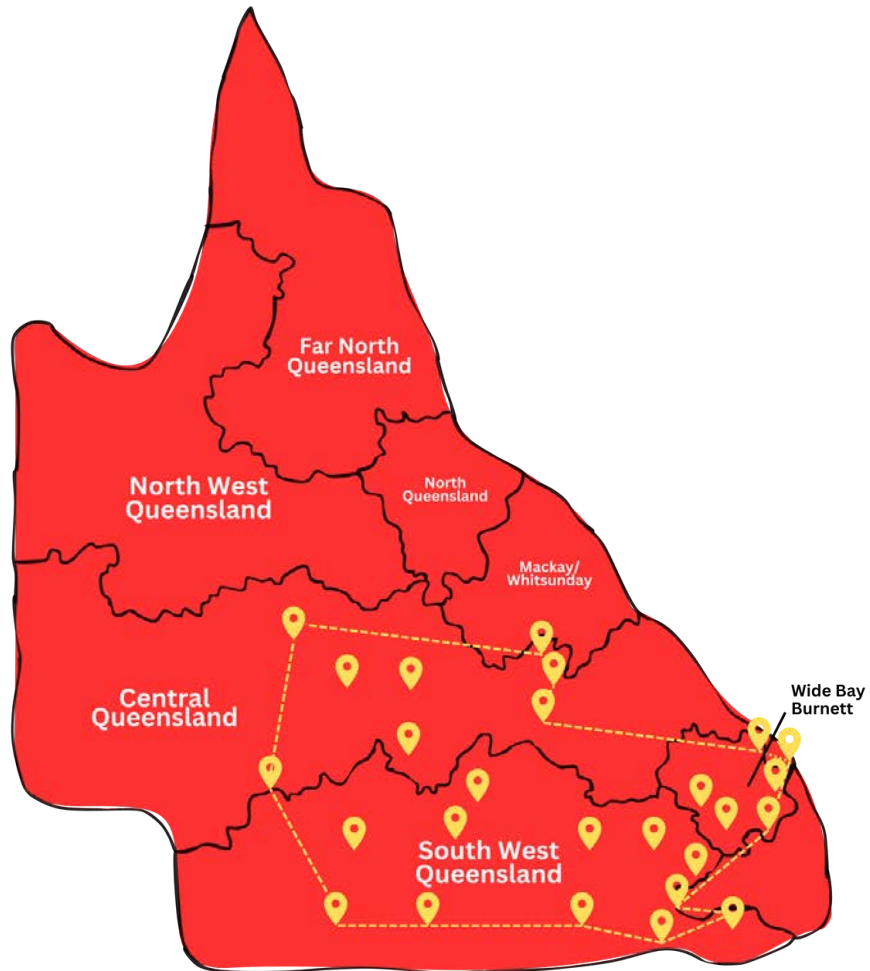 Far North
Queensland
North West
Queensland
North
Queensland
Mackay/
Whitsunday
Central
Queensland
Wide Bay
Burnett
South West
Queensland